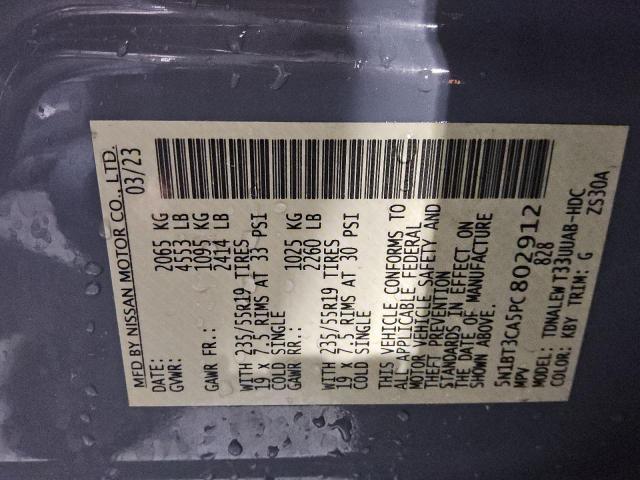 MFD BY NISSAN MOTOR CO., LTD.
DATE: 03/23
GVWR: 2065 KG
4553 LB
GAWR FR.: 1095 KG
2414 LB
WITH 235/55R19 TIRES
19 x 7.5 RIMS AT 33 PSI
COLD SINGLE
GAWR RR.: 1025 KG
2260 LB
WITH 235/55R19 TIRES
19 x 7.5 RIMS AT 30 PSI
COLD SINGLE
THIS VEHICLE CONFORMS TO
ALL APPLICABLE FEDERAL
MOTOR VEHICLE SAFETY AND
THEFT PREVENTION
STANDARDS IN EFFECT ON
THE DATE OF MANUFACTURE
SHOWN ABOVE.
5N1BT3CA5PC802912
MPV 828
MODEL: TDNALEW T33UUAB-HDC
COLOR: KBY TRIM: G ZS30A